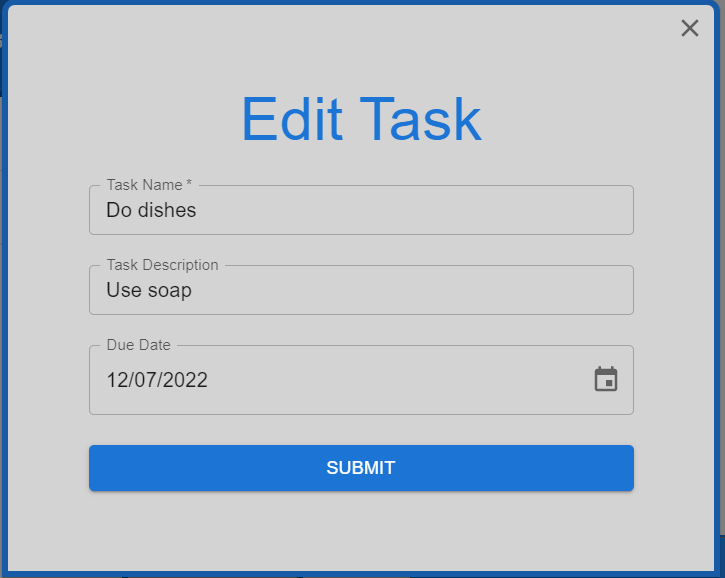 Edit Task
Task Name *
Do dishes
Task Description
Use soap
Due Date
12/07/2022
SUBMIT